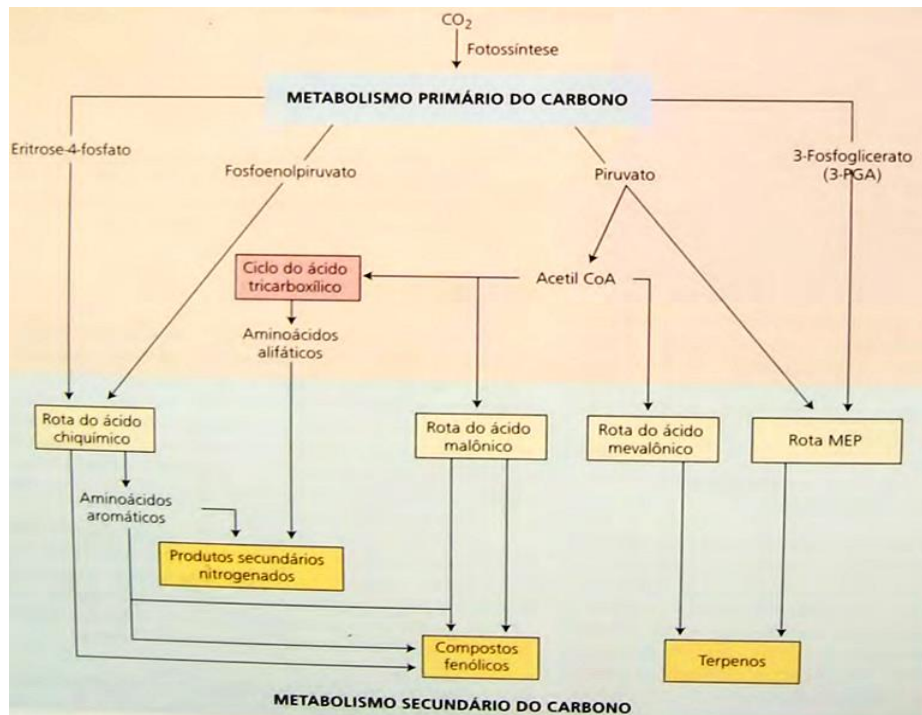 CO2
Fotossíntese
METABOLISMO PRIMÁRIO DO CARBONO
Eritrose-4-fosfato
Fosfoenolpiruvato
Piruvato
3-Fosfoglicerato
(3-PGA)
Ciclo do ácido
tricarboxílico
Acetil CoA
Aminoácidos
alifáticos
Rota do ácido
chiquímico
Rota do ácido
malônico
Rota do ácido
mevalônico
Rota MEP
Aminoácidos
aromáticos
Produtos secundários
nitrogenados
Compostos
fenólicos
Terpenos
METABOLISMO SECUNDÁRIO DO CARBONO